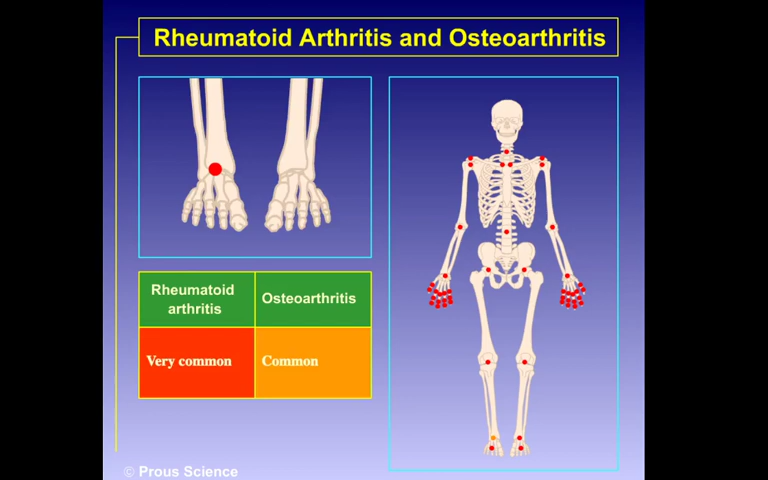 Rheumatoid Arthritis and Osteoarthritis
Rheumatoid
arthritis
Osteoarthritis
Very common
Common
© Prous Science